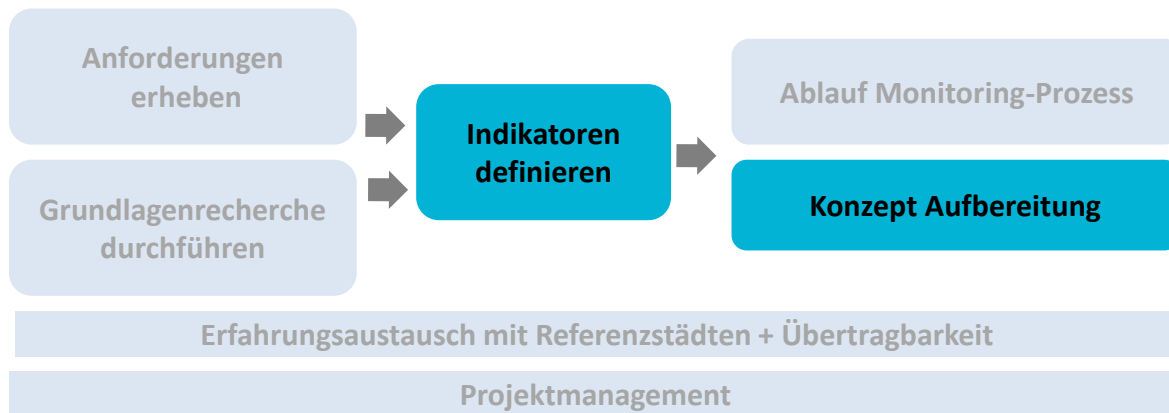 Anforderungen
erheben
Grundlagenrecherche
durchführen
Indikatoren
definieren
Ablauf Monitoring-Prozess
Konzept Aufbereitung
Erfahrungsaustausch mit Referenzstädten + Übertragbarkeit
Projektmanagement